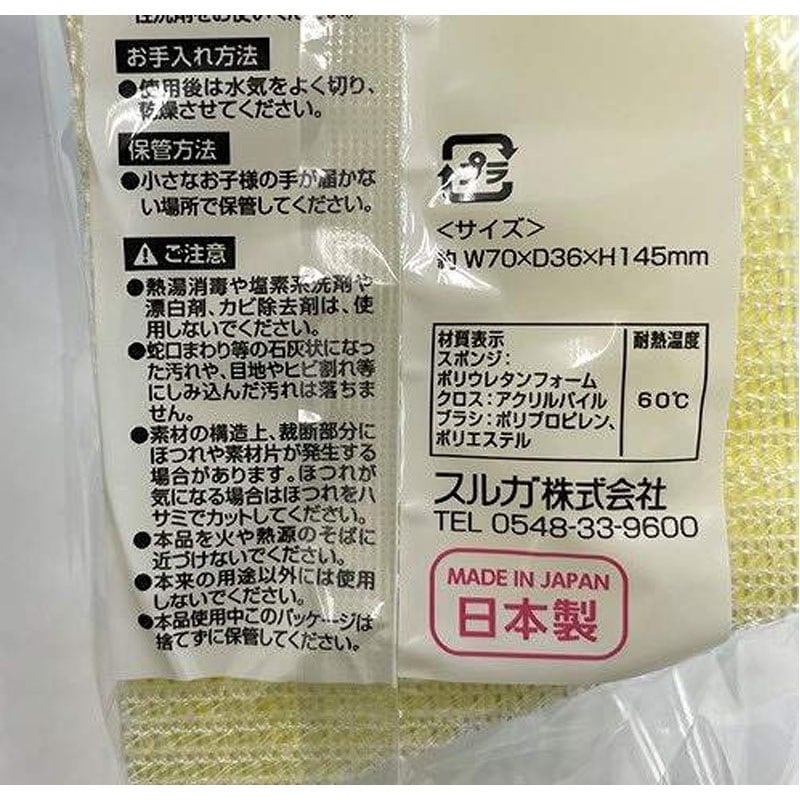 性洗剤をお使いください。
お手入れ方法
●使用後は水気をよく切り、
乾燥させてください。
保管方法
●小さなお子様の手が届かな
い場所で保管してください。
ご注意
●熱湯消毒や塩素系洗剤や
漂白剤、カビ除去剤は、使
用しないでください。
●蛇口まわり等の石灰状になっ
た汚れや、目地やヒビ割れ等
にしみ込んだ汚れは落ちま
せん。
●素材の構造上、裁断部分に
ほつれや素材片が発生する
場合があります。ほつれが
気になる場合はほつれをハ
サミでカットしてください。
●本品を火や熱源のそばに
近づけないでください。
●本来の用途以外には使用
しないでください。
●本品使用中このパッケージは
捨てずに保管してください。
プラ
<サイズ>
約 W70×D36×H145mm
材質表示
スポンジ:
ポリウレタンフォーム
クロス:アクリルパイル
ブラシ:ポリプロピレン、
ポリエステル
耐熱温度
60℃
スルガ株式会社
TEL 0548-33-9600
MADE IN JAPAN
日本製